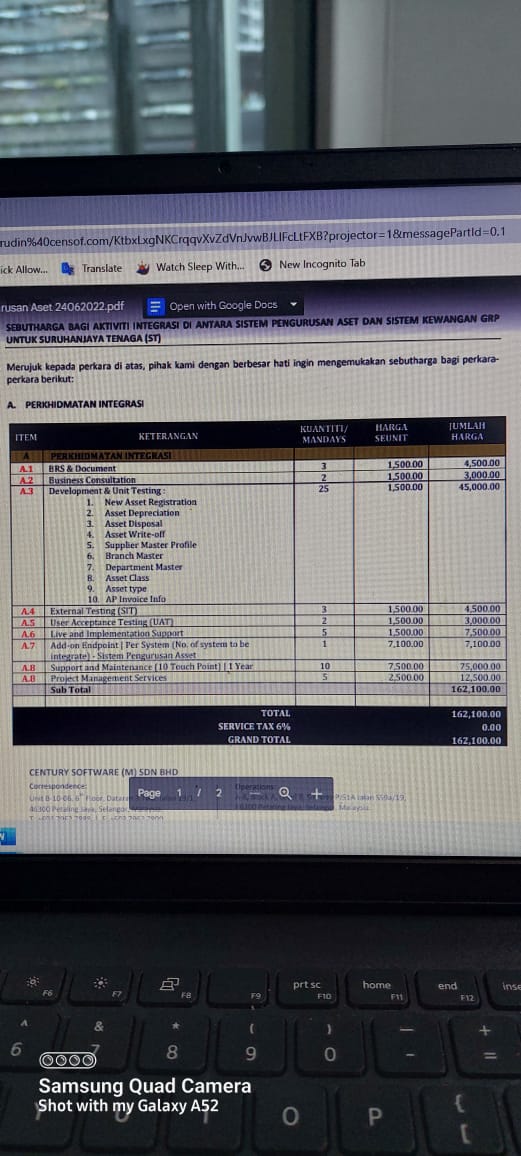 rudin%40censof.com/KtbxLxgNKCrqqvXvZdVnJvwBJLlFcLtFXB?projector=1&messagePartId=0.1
ick Allow... Translate Watch Sleep With... New Incognito Tab
rusan Aset 24062022.pdf Open with Google Docs
SEBUTHARGA BAGI AKTIVITI INTEGRASI DI ANTARA SISTEM PENGURUSAN ASET DAN SISTEM KEWANGAN GRP
UNTUK SURUHANJAYA TENAGA (ST)
Merujuk kepada perkara di atas, pihak kami dengan berbesar hati ingin mengemukakan sebutharga bagi perkara-
perkara berikut:
A. PERKHIDMATAN INTEGRASI
ITEM KETERANGAN KUANTITI/ MANDAYS HARGA SEUNIT JUMLAH HARGA
A PERKHIDMATAN INTEGRASI
A.1 BRS & Document 3 1,500.00 4,500.00
A.2 Business Consultation 2 1,500.00 3,000.00
A.3 Development & Unit Testing : 25 1,500.00 45,000.00
1. New Asset Registration
2. Asset Depreciation
3. Asset Disposal
4. Asset Write-off
5. Supplier Master Profile
6. Branch Master
7. Department Master
8. Asset Class
9. Asset type
10. AP Invoice Info
A.4 External Testing (SIT) 3 1,500.00 4,500.00
A.5 User Acceptance Testing (UAT) 2 1,500.00 3,000.00
A.6 Live and Implementation Support 5 1,500.00 7,500.00
A.7 Add-on Endpoint | Per System (No. of system to be 1 7,100.00 7,100.00
integrate) - Sistem Pengurusan Asset
A.8 Support and Maintenance (10 Touch Point) | 1 Year 10 7,500.00 75,000.00
A.8 Project Management Services 5 2,500.00 12,500.00
Sub Total 162,100.00
TOTAL 162,100.00
SERVICE TAX 6% 0.00
GRAND TOTAL 162,100.00
CENTURY SOFTWARE (M) SDN BHD
Correspondence: Operations:
Unit B-10-06, 6th Floor, Jalan SS9a/19,
46300 Petaling Jaya, Selangor, Malaysia.
Page 1 / 2 — +
F6 F7 F8 F9 prt sc F10 home F11 end F12 inse
^ & * ( ) — +
6 7 8 9 0 - =
O P { [
Samsung Quad Camera
Shot with my Galaxy A52